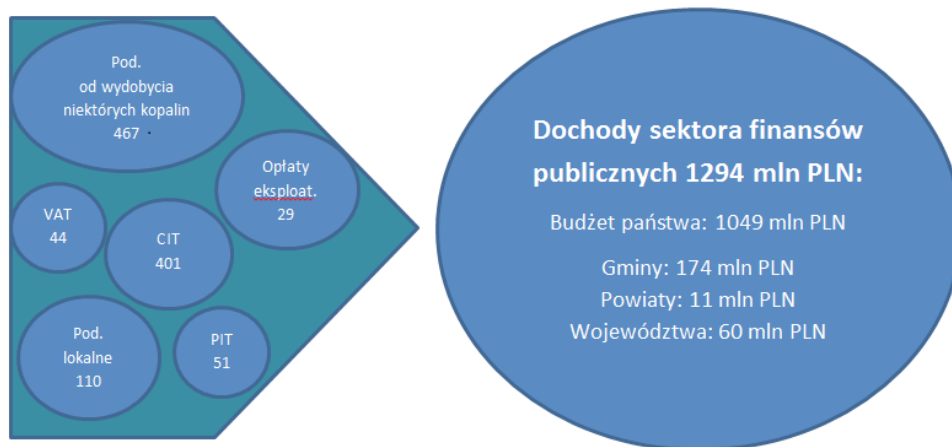 Pod.
od wydobycia
niektórych kopalin
467
Opłaty
eksploat.
29
VAT
44
CIT
401
Pod.
lokalne
110
PIT
51
Dochody sektora finansów
publicznych 1294 mln PLN:
Budżet państwa: 1049 mln PLN
Gminy: 174 mln PLN
Powiaty: 11 mln PLN
Województwa: 60 mln PLN